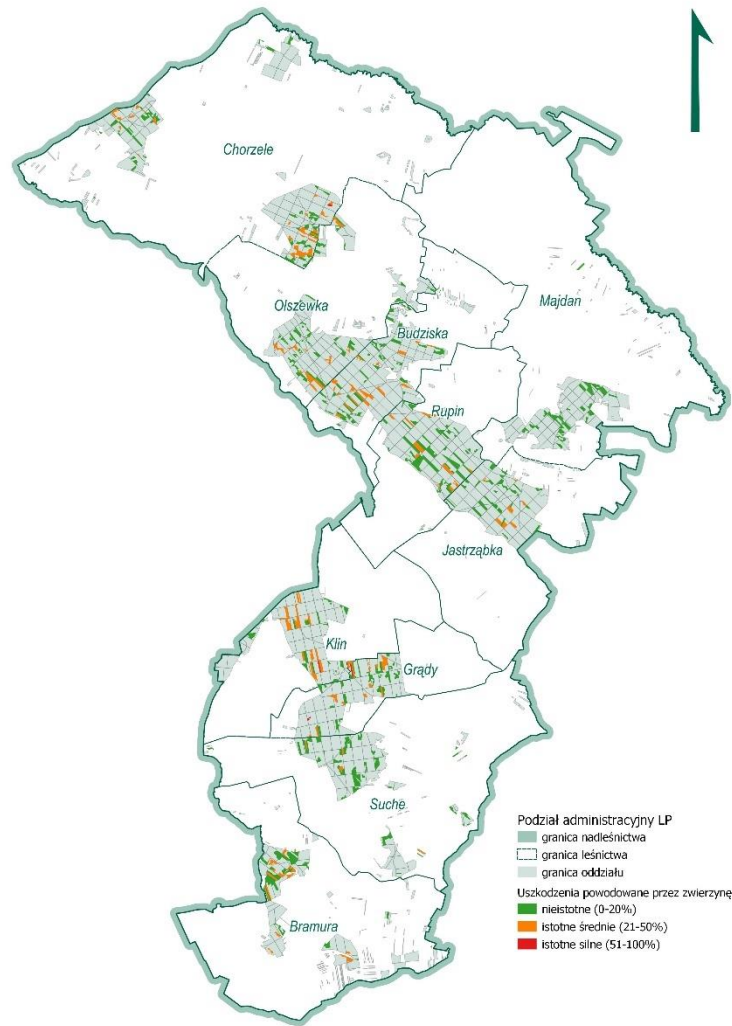 Chorzele
Majdan
Olszewka
Budziska
Rupin
Jastrząbka
Klin
Grądy
Suche
Bramura
Podział administracyjny LP
granica nadleśnictwa
granica leśnictwa
granica oddziału
Uszkodzenia powodowane przez zwierzynę
nieistotne (0-20%)
istotne średnie (21-50%)
istotne silne (51-100%)